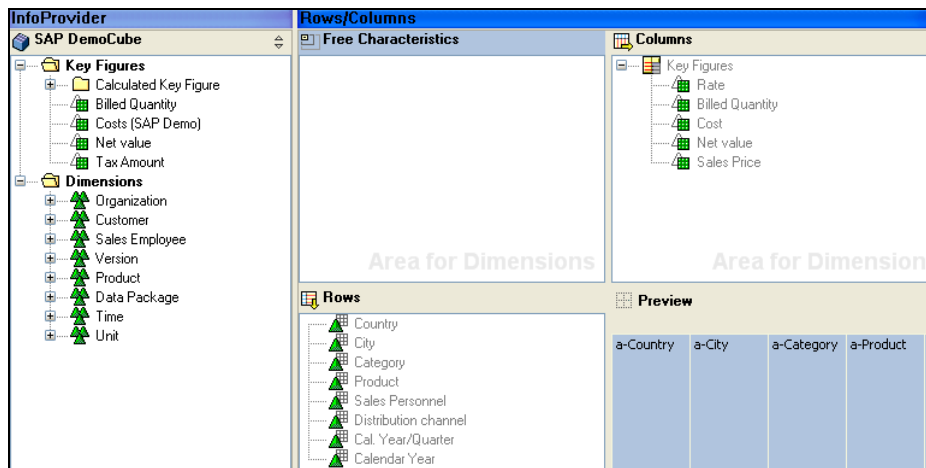 InfoProvider
SAP DemoCube
Key Figures
Calculated Key Figure
Billed Quantity
Costs (SAP Demo)
Net value
Tax Amount
Dimensions
Organization
Customer
Sales Employee
Version
Product
Data Package
Time
Unit
Rows/Columns
Free Characteristics
Area for Dimensions
Columns
Key Figures
Rate
Billed Quantity
Cost
Net value
Sales Price
Area for Dimension
Rows
Country
City
Category
Product
Sales Personnel
Distribution channel
Cal. Year/Quarter
Calendar Year
Preview
a-Country a-City a-Category a-Product